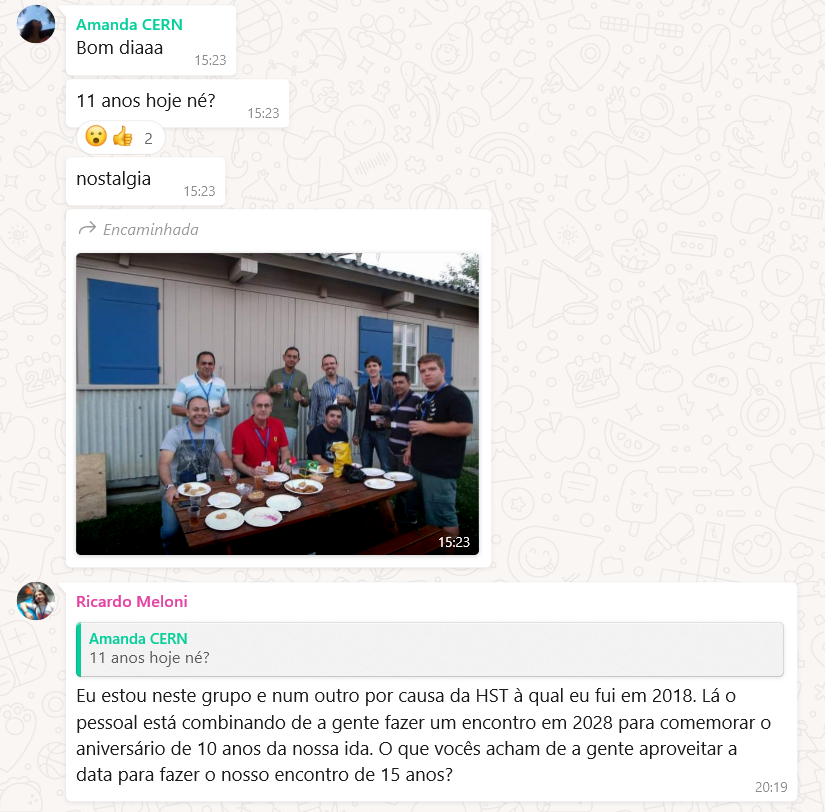 Amanda CERN
Bom diaaa
15:23
11 anos hoje né?
15:23
2
nostalgia
15:23
Encaminhada
15:23
Ricardo Meloni
Amanda CERN
11 anos hoje né?
Eu estou neste grupo e num outro por causa da HST à qual eu fui em 2018. Lá o
pessoal está combinando de a gente fazer um encontro em 2028 para comemorar o
aniversário de 10 anos da nossa ida. O que vocês acham de a gente aproveitar a
data para fazer o nosso encontro de 15 anos?
20:19